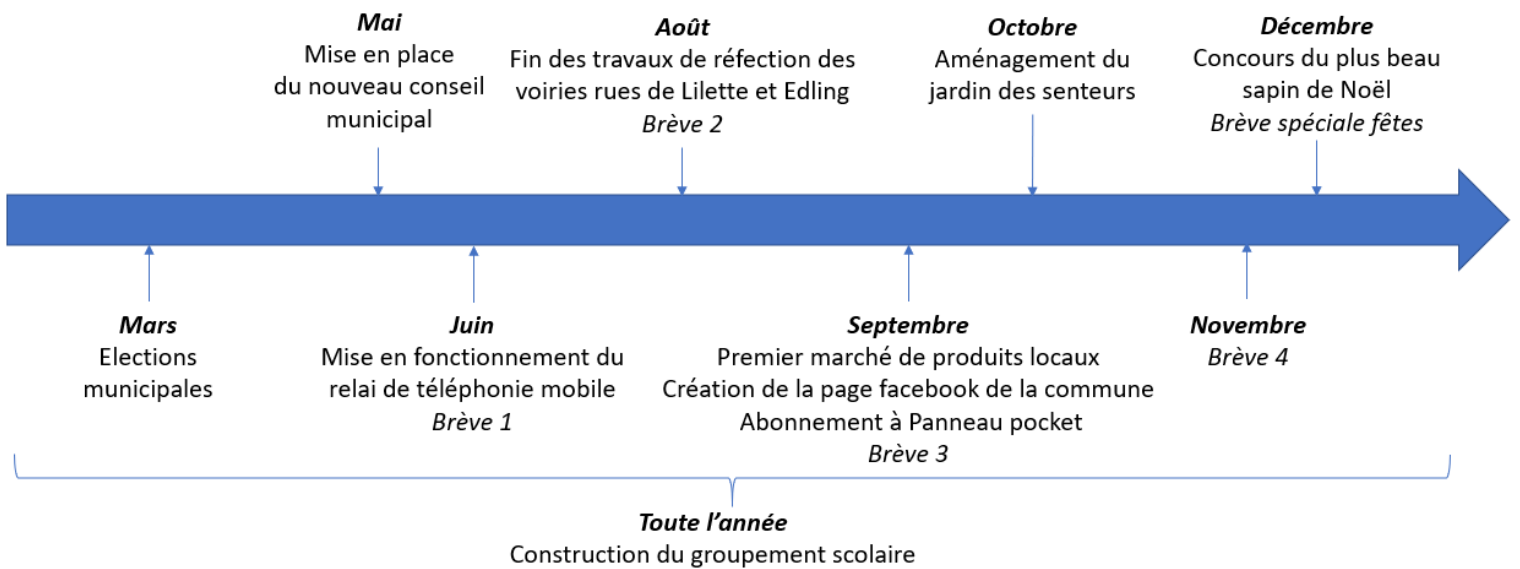 Mai
Mise en place
du nouveau conseil
municipal
Août
Fin des travaux de réfection des
voiries rues de Lilette et Edling
Brève 2
Octobre
Aménagement du
jardin des senteurs
Décembre
Concours du plus beau
sapin de Noël
Brève spéciale fêtes
Mars
Elections
municipales
Juin
Mise en fonctionnement du
relai de téléphonie mobile
Brève 1
Septembre
Premier marché de produits locaux
Création de la page facebook de la commune
Abonnement à Panneau pocket
Brève 3
Novembre
Brève 4
Toute l’année
Construction du groupement scolaire